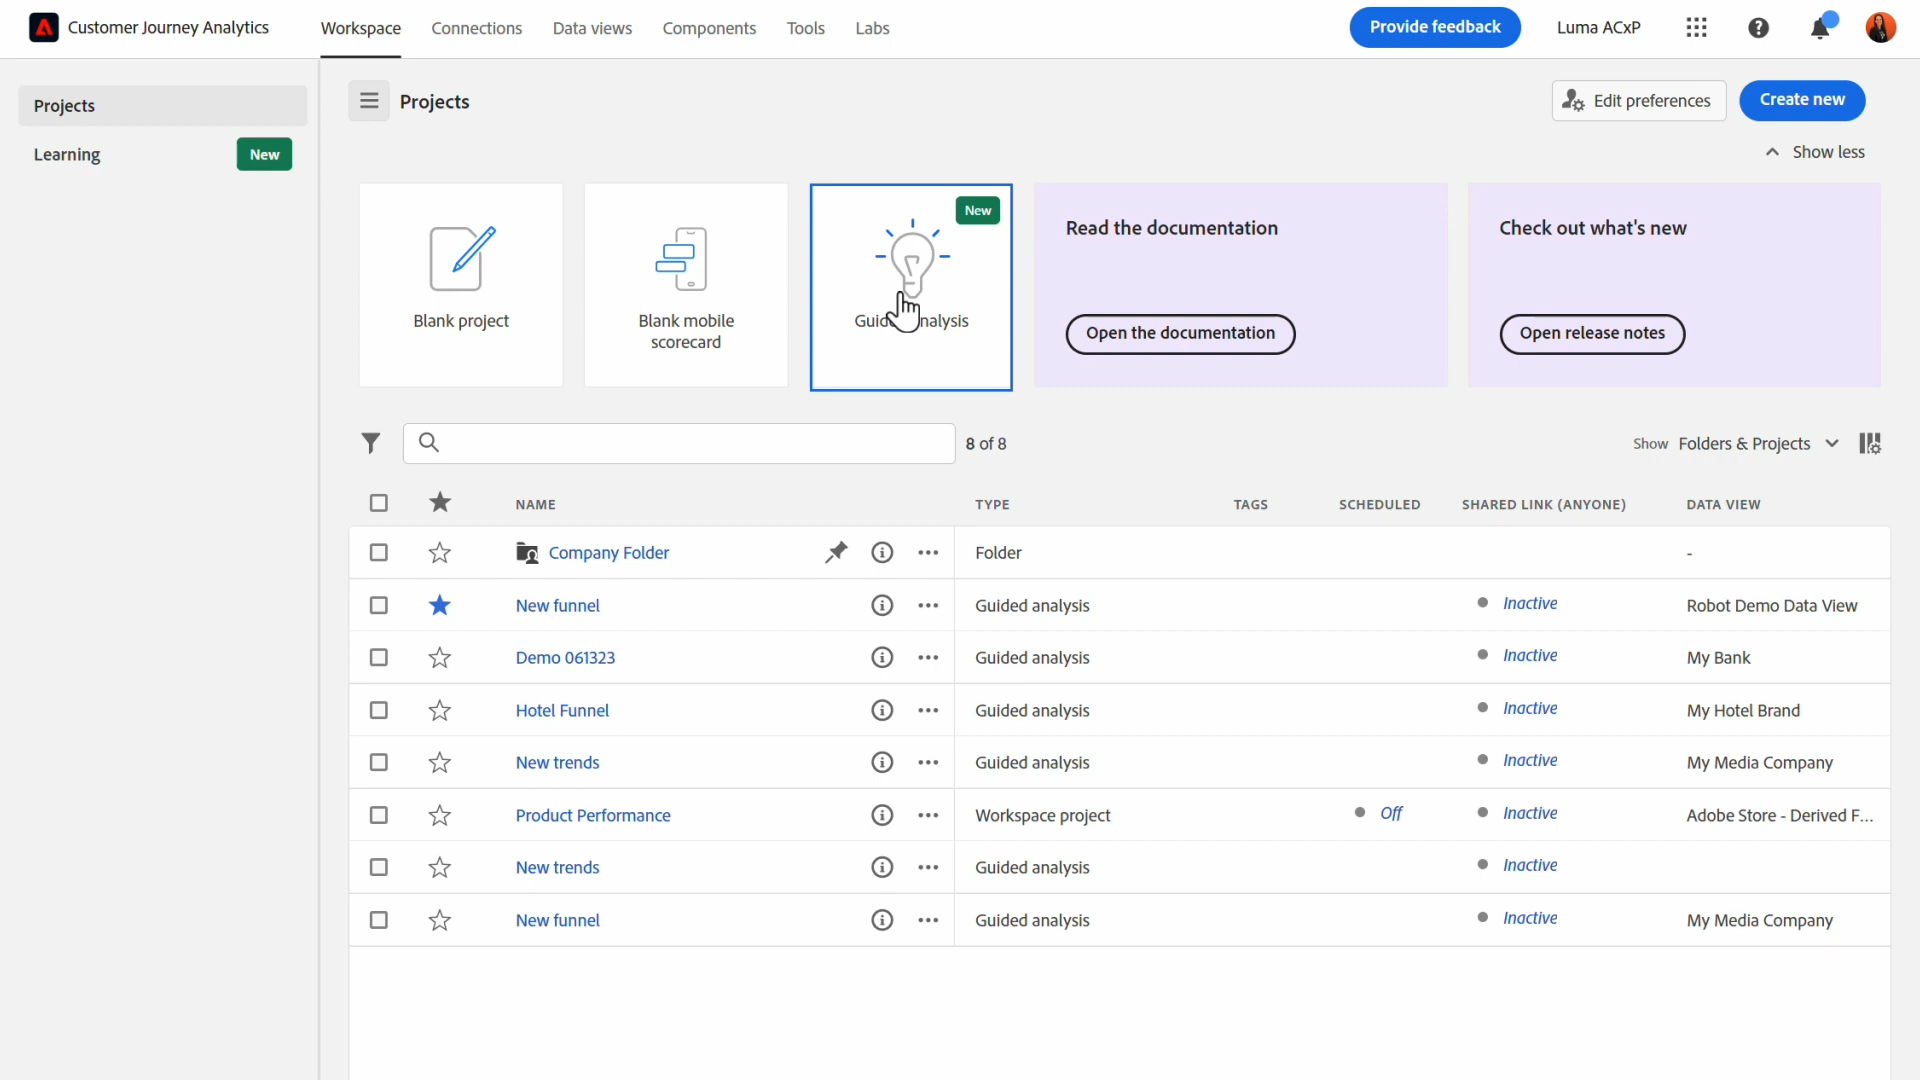 Customer Journey Analytics
Workspace Connections Data views Components Tools Labs
Provide feedback
Luma ACxP
Projects
Learning New
Projects
Edit preferences
Create new
Show less
Blank project
Blank mobile
scorecard
New
Read the documentation
Open the documentation
Check out what's new
Open release notes
8 of 8
Show Folders & Projects
NAME TYPE TAGS SCHEDULED SHARED LINK (ANYONE) DATA VIEW
Company Folder Folder -
New funnel Guided analysis Inactive Robot Demo Data View
Demo 061323 Guided analysis Inactive My Bank
Hotel Funnel Guided analysis Inactive My Hotel Brand
New trends Guided analysis Inactive My Media Company
Product Performance Workspace project Off Inactive Adobe Store - Derived F...
New trends Guided analysis Inactive
New funnel Guided analysis Inactive My Media Company